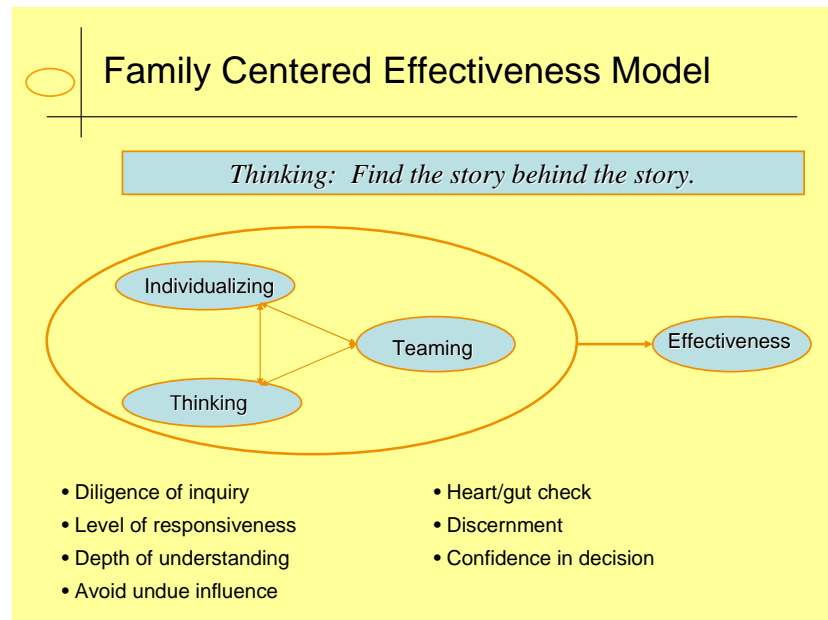 Family Centered Effectiveness Model
Thinking: Find the story behind the story.
Individualizing
Teaming
Effectiveness
Thinking
• Diligence of inquiry
• Level of responsiveness
• Depth of understanding
• Avoid undue influence
• Heart/gut check
• Discernment
• Confidence in decision